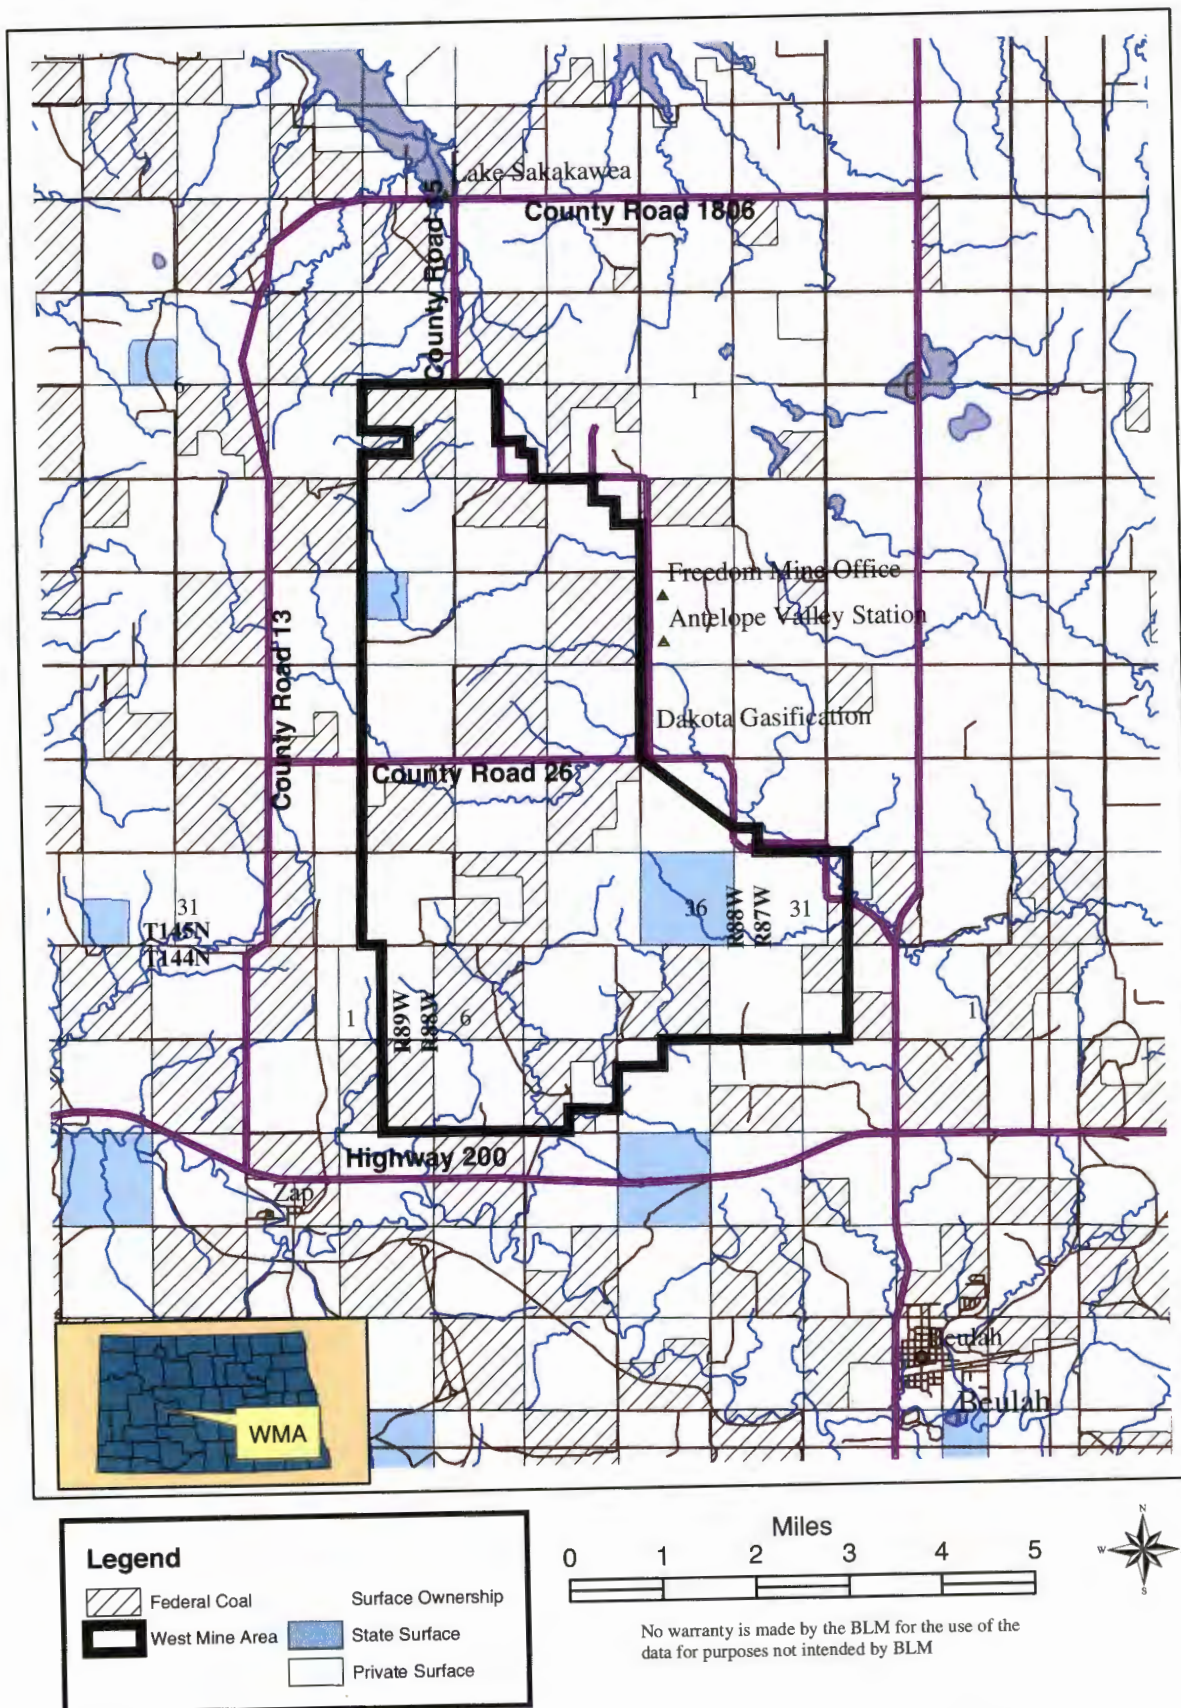 Lake Sakakawea
County Road 1806
County Road 15
6
1
Freedom Mine Office
Antelope Valley Station
County Road 13
Dakota Gasification
County Road 26
31
36
31
T145N
T144N
R88W
R87W
1
R89W
R88W
6
1
Highway 200
Zap
Beulah
Beulah
WMA
Legend
Federal Coal
Surface Ownership
West Mine Area
State Surface
Private Surface
Miles
0 1 2 3 4 5
No warranty is made by the BLM for the use of the
data for purposes not intended by BLM
N
W
S